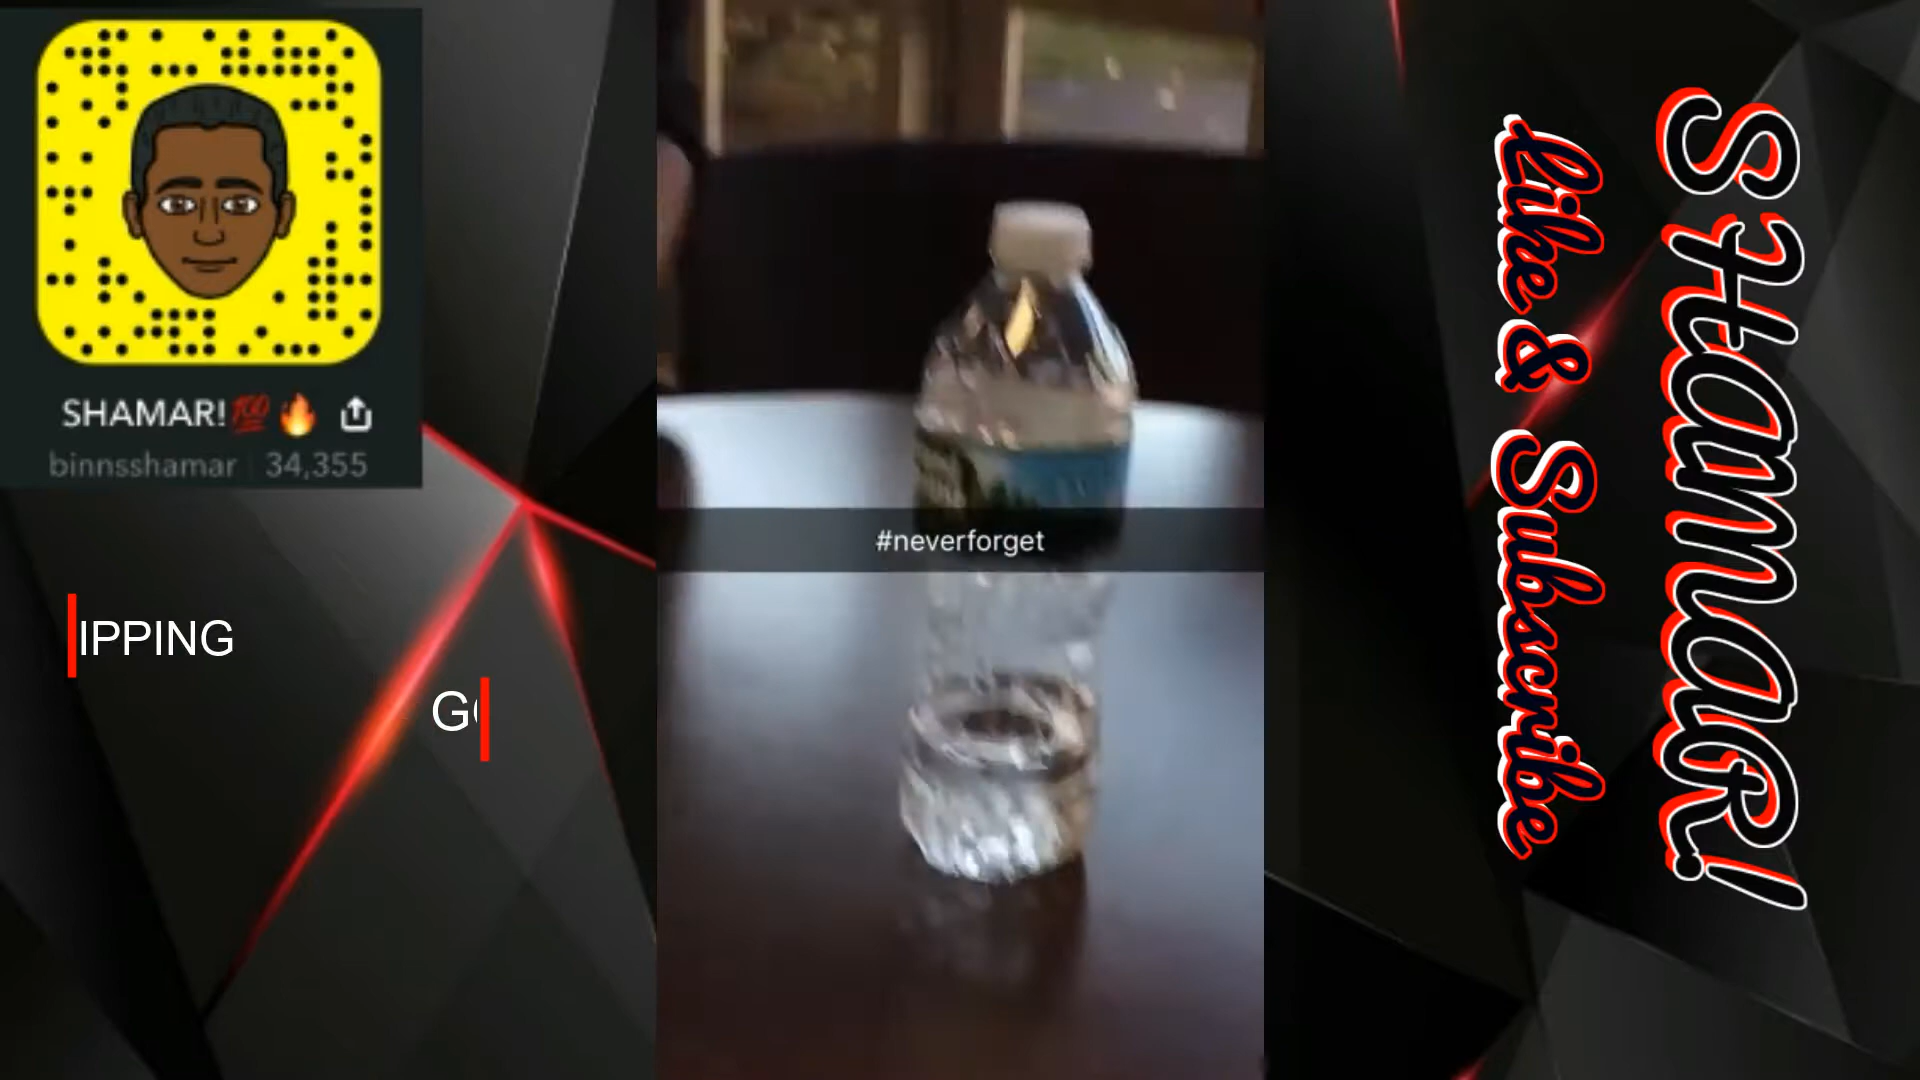 SHAMAR!💯🔥
binnsshamar | 34,355
IPPING
G
#neverforget
SHAMAR!
Like & Subscribe